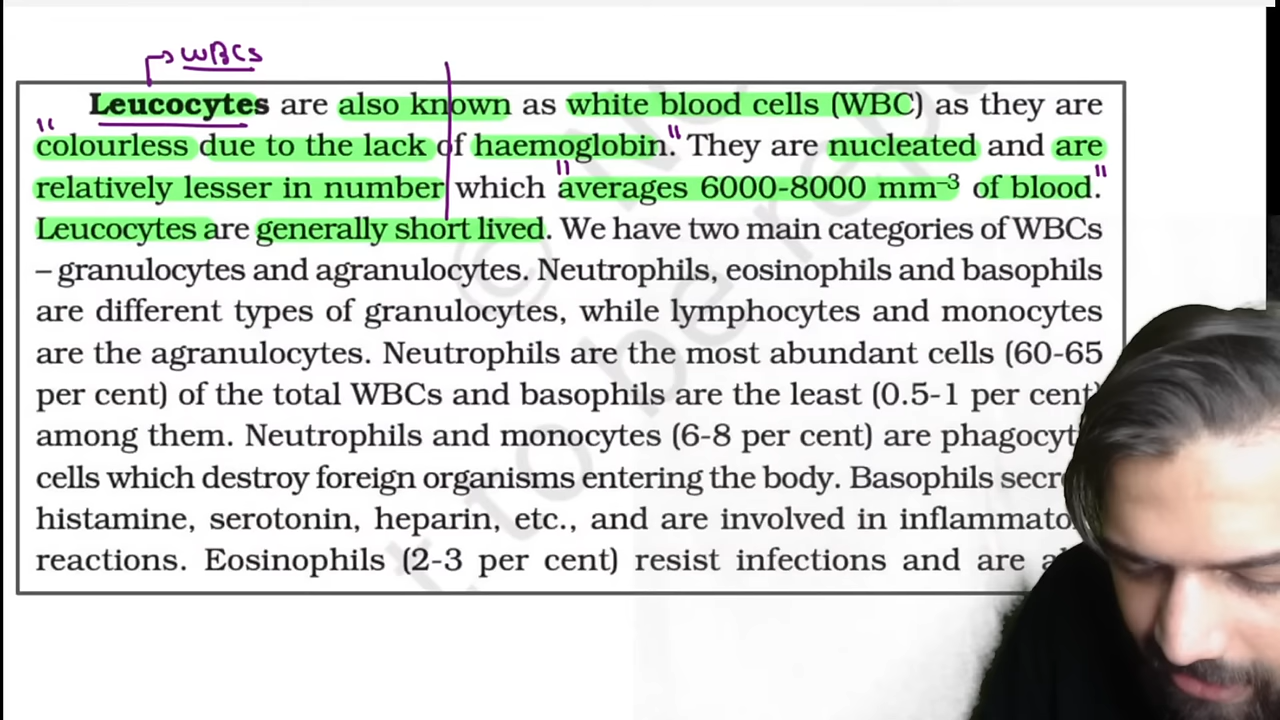 WBCs
Leucocytes are also known as white blood cells (WBC) as they are
"colourless due to the lack of haemoglobin." They are nucleated and are
relatively lesser in number which "averages 6000-8000 mm⁻³ of blood."
Leucocytes are generally short lived. We have two main categories of WBCs
– granulocytes and agranulocytes. Neutrophils, eosinophils and basophils
are different types of granulocytes, while lymphocytes and monocytes
are the agranulocytes. Neutrophils are the most abundant cells (60-65
per cent) of the total WBCs and basophils are the least (0.5-1 per cent)
among them. Neutrophils and monocytes (6-8 per cent) are phagocyt
cells which destroy foreign organisms entering the body. Basophils secr
histamine, serotonin, heparin, etc., and are involved in inflammato
reactions. Eosinophils (2-3 per cent) resist infections and are a